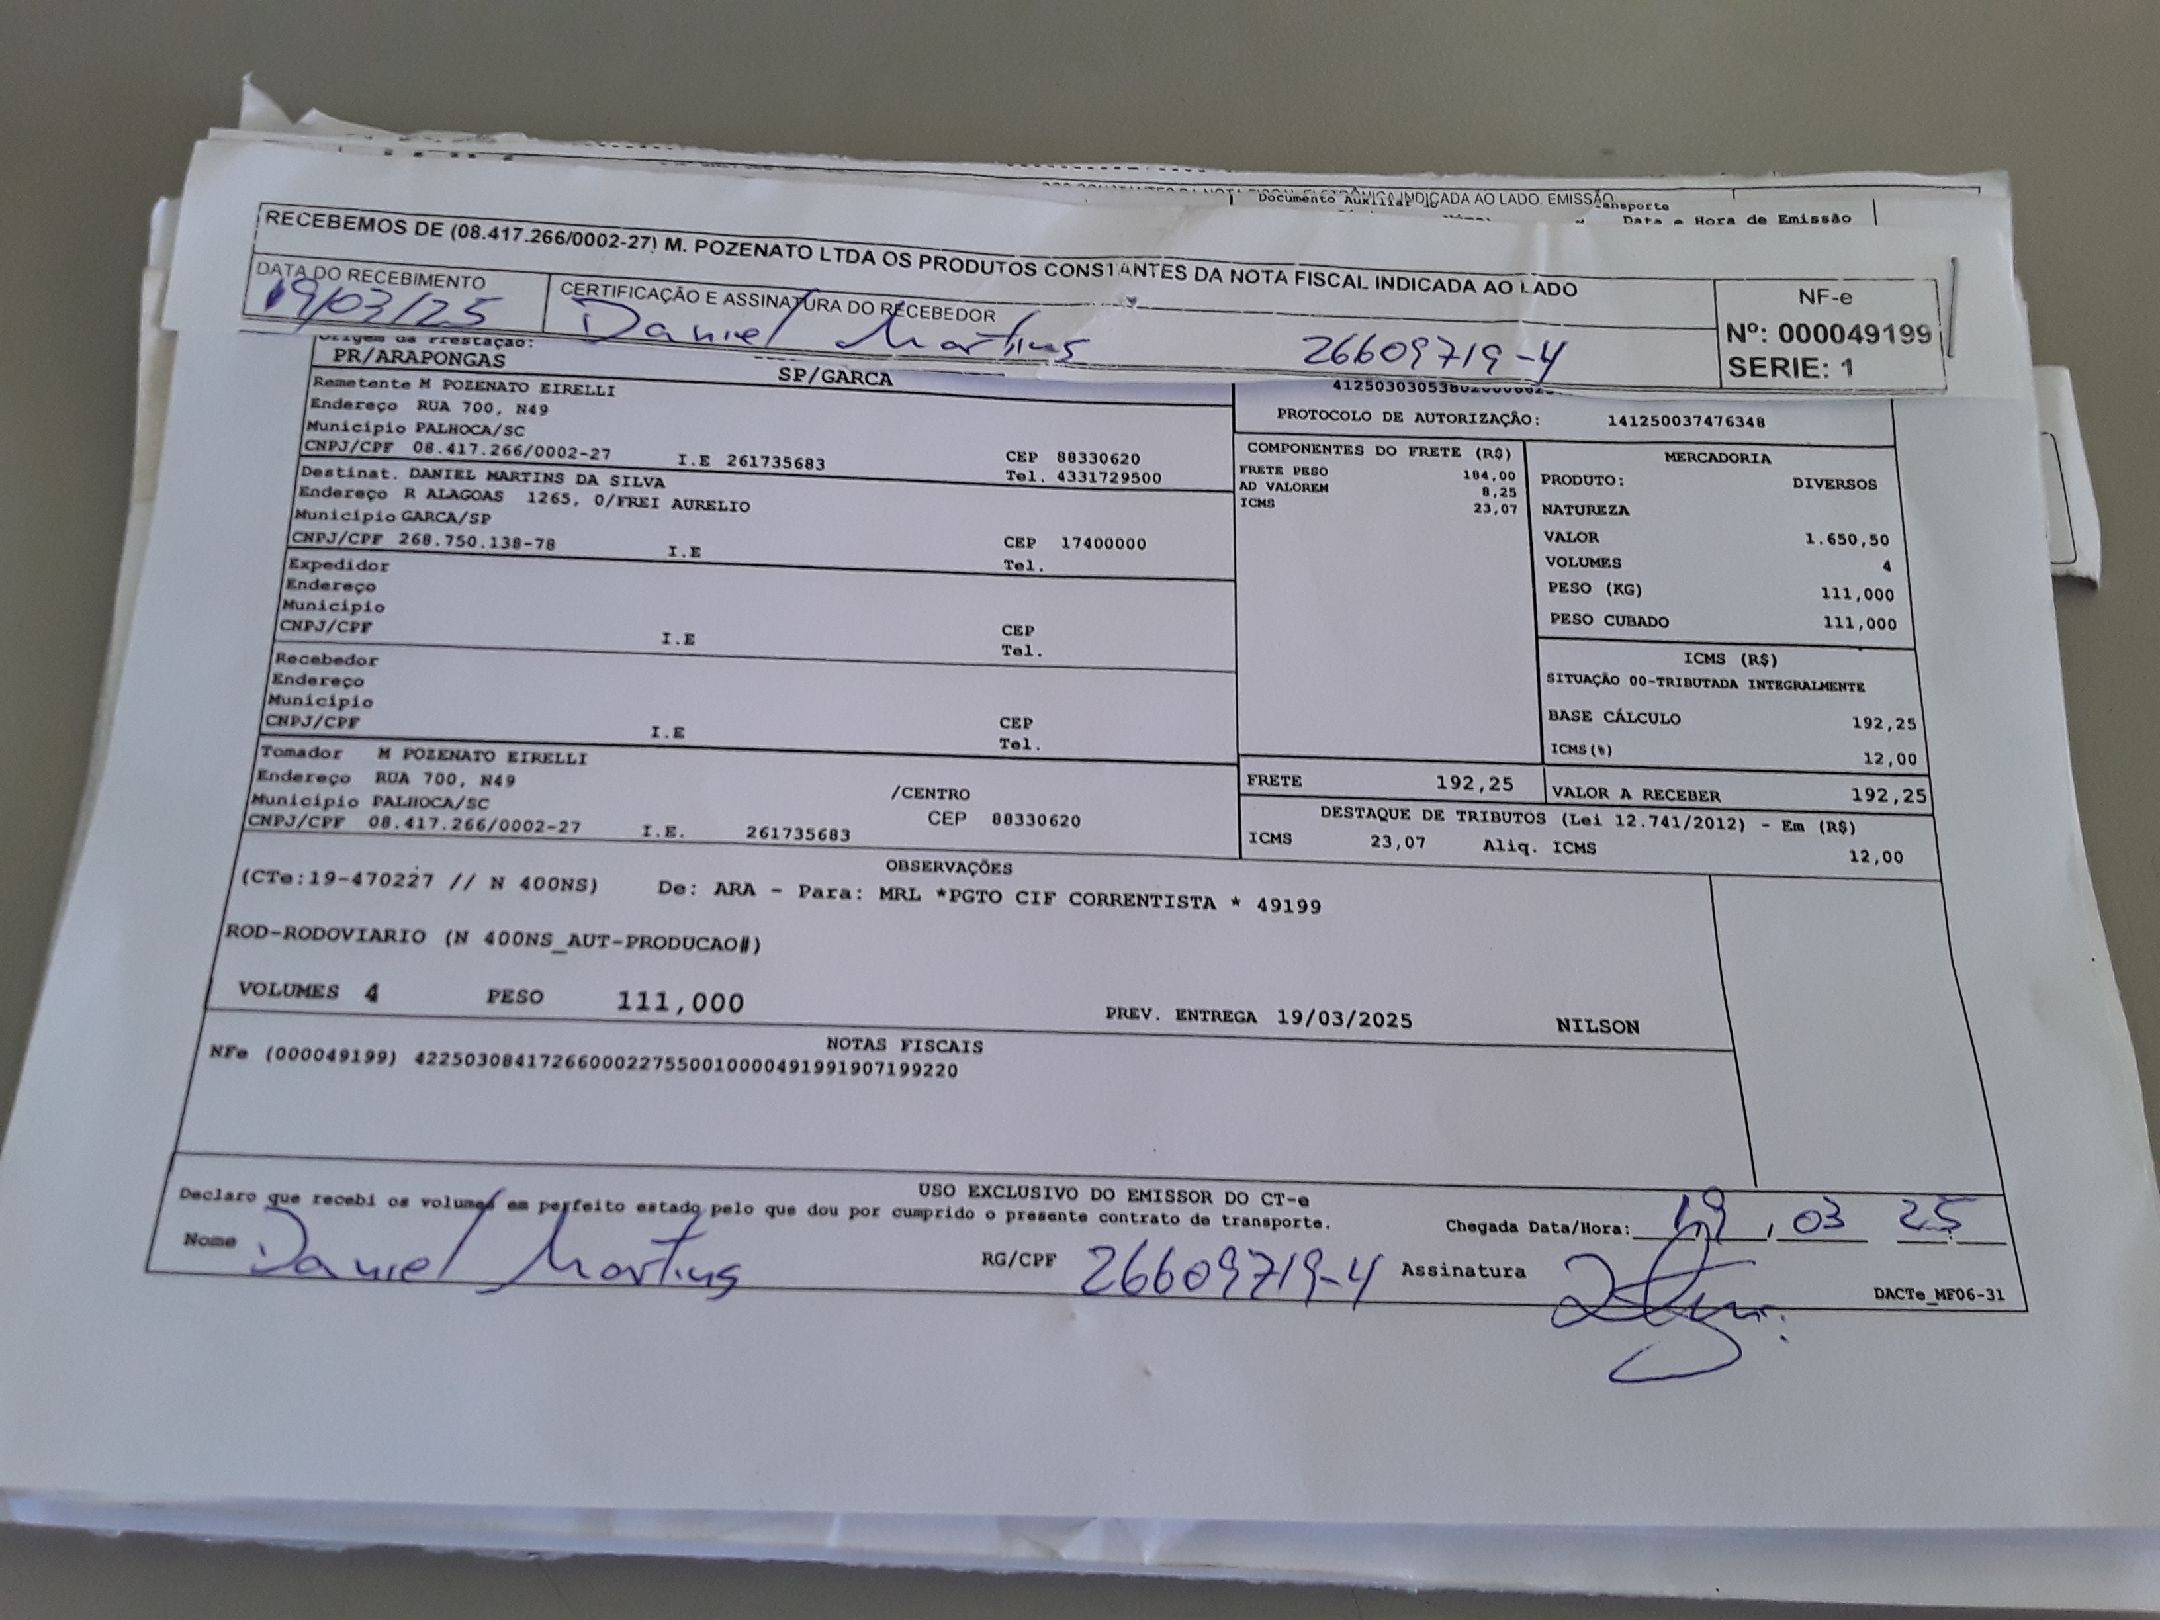 Documento Auxiliar
INDICADA AO LADO. EMISSÃO
Data e Hora de Emissão
RECEBEMOS DE (08.417.266/0002-27) M. POZENATO LTDA OS PRODUTOS CONSTANTES DA NOTA FISCAL INDICADA AO LADO
DATA DO RECEBIMENTO
19/03/25
CERTIFICAÇÃO E ASSINATURA DO RECEBEDOR
Daniel Martins 26609719-4
NF-e
Nº: 000049199
SERIE: 1
PR/ARAPONGAS
SP/GARCA
Remetente M POZENATO EIRELLI
Endereço RUA 700, N49
Municipio PALHOCA/SC CEP 88330620
CNPJ/CPF 08.417.266/0002-27 I.E 261735683 Tel. 4331729500
Destinat. DANIEL MARTINS DA SILVA
Endereço R ALAGOAS 1265, 0/FREI AURELIO
Municipio GARCA/SP CEP 17400000
CNPJ/CPF 268.750.138-78 I.E Tel.
Expedidor
Endereço
Municipio CEP
CNPJ/CPF I.E Tel.
Recebedor
Endereço
Municipio CEP
CNPJ/CPF I.E Tel.
Tomador M POZENATO EIRELLI
Endereço RUA 700, N49 /CENTRO
Municipio PALHOCA/SC CEP 88330620
CNPJ/CPF 08.417.266/0002-27 I.E. 261735683
PROTOCOLO DE AUTORIZAÇÃO: 141250037476348
COMPONENTES DO FRETE (R$)
FRETE PESO 184,00
AD VALOREM 8,25
ICMS 23,07
MERCADORIA
PRODUTO: DIVERSOS
NATUREZA
VALOR 1.650,50
VOLUMES 4
PESO (KG) 111,000
PESO CUBADO 111,000
ICMS (R$)
SITUAÇÃO 00-TRIBUTADA INTEGRALMENTE
BASE CÁLCULO 192,25
ICMS(%) 12,00
FRETE 192,25
VALOR A RECEBER 192,25
DESTAQUE DE TRIBUTOS (Lei 12.741/2012) - Em (R$)
ICMS 23,07 Aliq. ICMS 12,00
OBSERVAÇÕES
(CTe:19-470227 // N 400NS) De: ARA - Para: MRL *PGTO CIF CORRENTISTA * 49199
ROD-RODOVIARIO (N 400NS_AUT-PRODUCAO#)
VOLUMES 4 PESO 111,000 PREV. ENTREGA 19/03/2025 NILSON
NOTAS FISCAIS
NFe (000049199) 42250308417266000227550010000491991907199220
USO EXCLUSIVO DO EMISSOR DO CT-e
Declaro que recebi os volumes em perfeito estado pelo que dou por cumprido o presente contrato de transporte.
Chegada Data/Hora: 19, 03 25
Nome Daniel Martins RG/CPF 26609719-4 Assinatura
DACTe_MF06-31